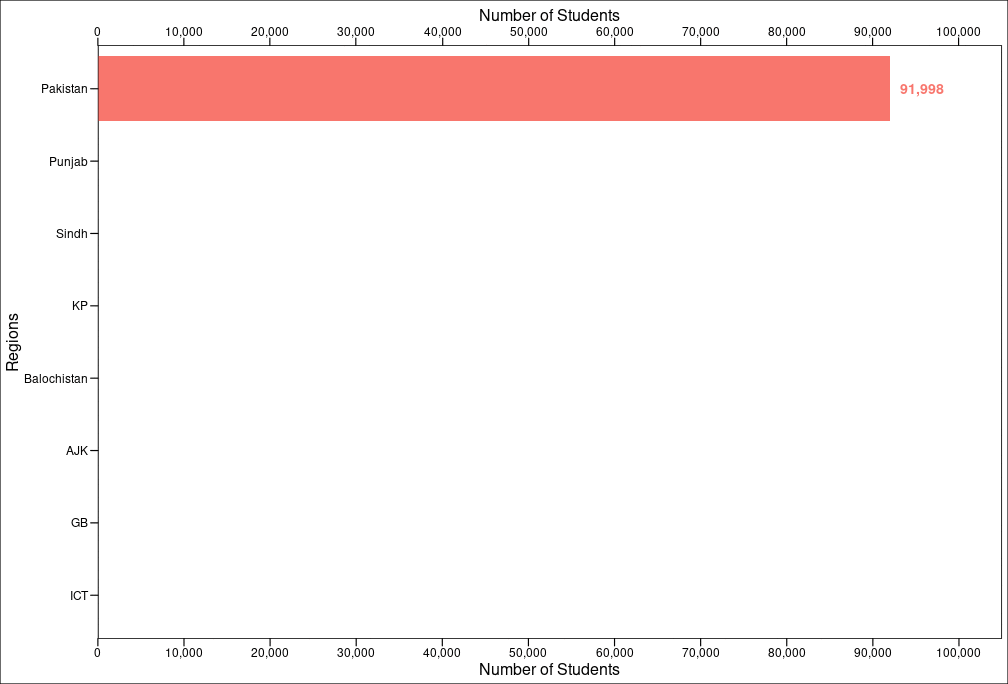 Number of Students
0 10,000 20,000 30,000 40,000 50,000 60,000 70,000 80,000 90,000 100,000
Pakistan 91,998
Punjab
Sindh
KP
Regions
Balochistan
AJK
GB
ICT
0 10,000 20,000 30,000 40,000 50,000 60,000 70,000 80,000 90,000 100,000
Number of Students